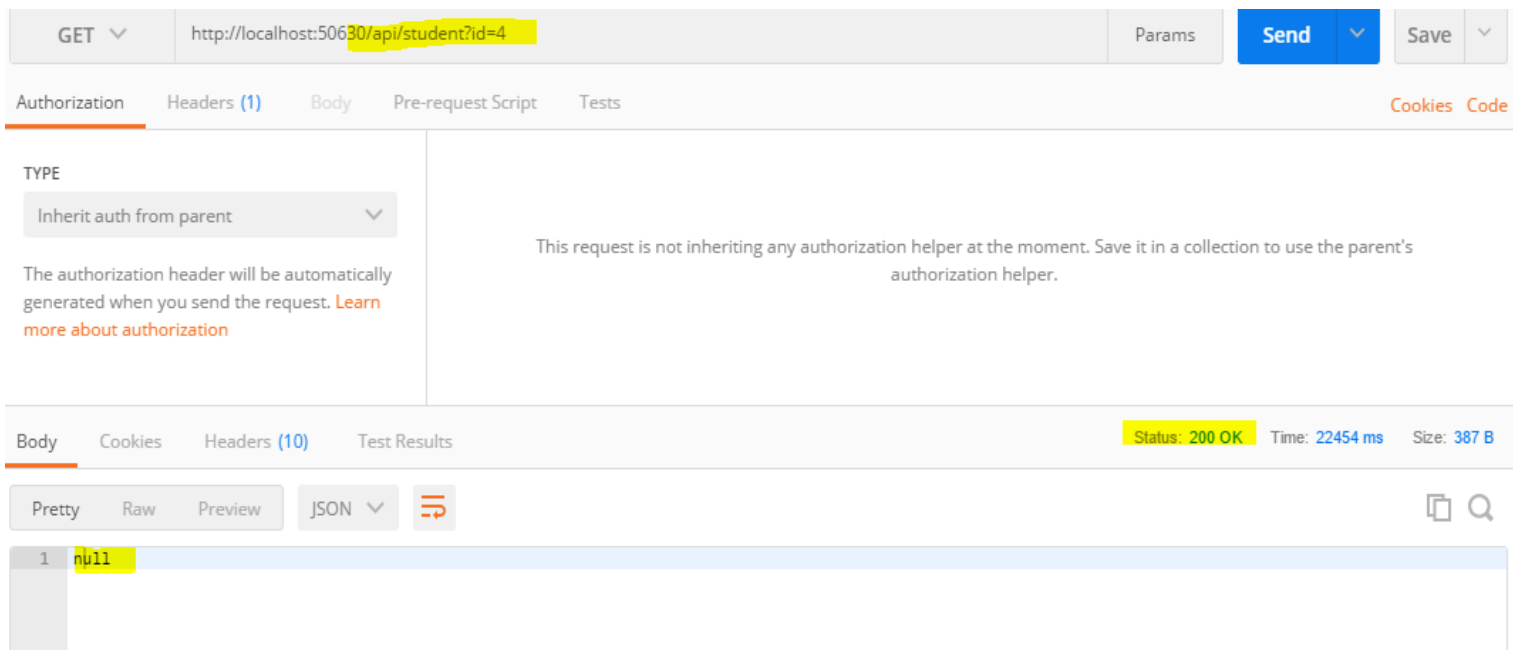 GET http://localhost:50630/api/student?id=4 Params Send Save
Authorization Headers (1) Body Pre-request Script Tests Cookies Code
TYPE
Inherit auth from parent
The authorization header will be automatically
generated when you send the request. Learn
more about authorization
This request is not inheriting any authorization helper at the moment. Save it in a collection to use the parent's
authorization helper.
Body Cookies Headers (10) Test Results Status: 200 OK Time: 22454 ms Size: 387 B
Pretty Raw Preview JSON
1 null